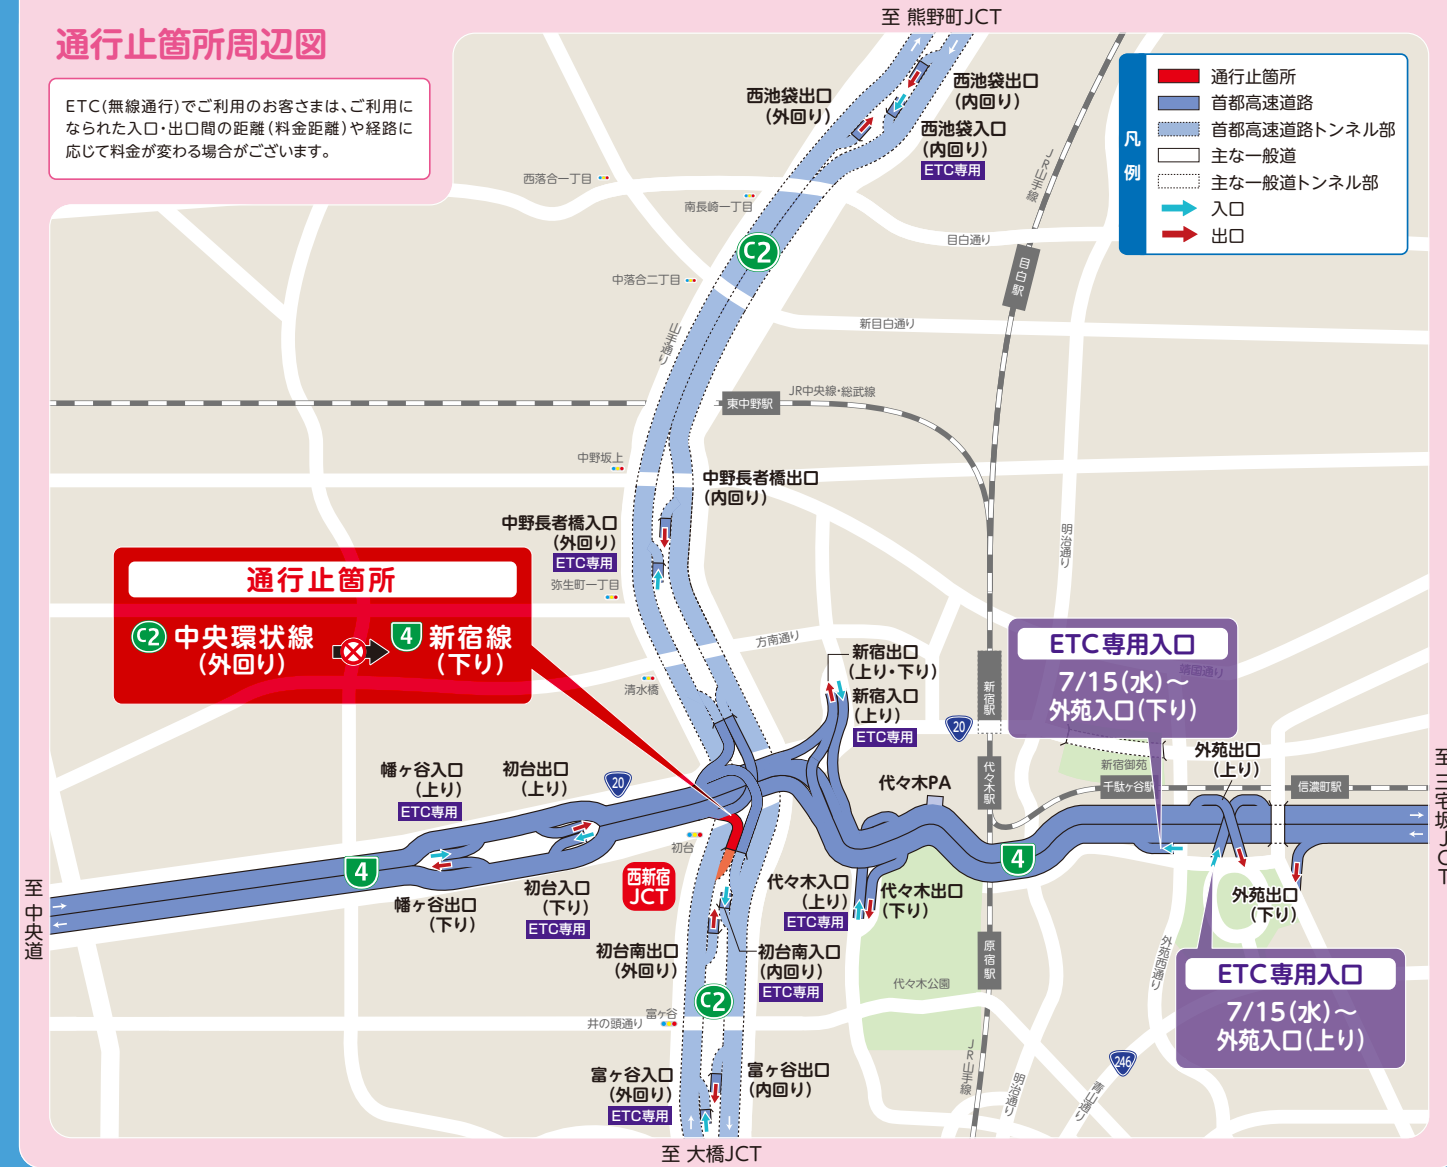 通行止箇所周辺図
ETC(無線通行)でご利用のお客さまは、ご利用に
なられた入口・出口間の距離(料金距離)や経路に
応じて料金が変わる場合がございます。
至 熊野町JCT
凡例
通行止箇所
首都高速道路
首都高速道路トンネル部
主な一般道
主な一般道トンネル部
入口
出口
西池袋出口
(外回り)
西池袋出口
(内回り)
西池袋入口
(内回り)
ETC専用
JR山手線
西落合一丁目
南長崎一丁目
目白通り
C2
目白駅
中落合二丁目
新目白通り
山手通り
東中野駅
JR中央線・総武線
中野坂上
中野長者橋出口
(内回り)
中野長者橋入口
(外回り)
ETC専用
明治通り
弥生町一丁目
通行止箇所
C2 中央環状線
(外回り)
4 新宿線
(下り)
方南通り
清水橋
新宿出口
(上り・下り)
新宿入口
(上り)
ETC専用
新宿駅
20
ETC専用入口
7/15(水)～
外苑入口(下り)
靖国通り
外苑出口
(上り)
新宿御苑
千駄ヶ谷駅
信濃町駅
代々木駅
代々木PA
至 三宅坂JCT
幡ヶ谷入口
(上り)
ETC専用
初台出口
(上り)
20
初台
4
4
西新宿
JCT
幡ヶ谷出口
(下り)
初台入口
(下り)
ETC専用
代々木入口
(上り)
ETC専用
代々木出口
(下り)
外苑出口
(下り)
至 中央道
初台南出口
(外回り)
初台南入口
(内回り)
ETC専用
原宿駅
外苑西通り
代々木公園
ETC専用入口
7/15(水)～
外苑入口(上り)
C2
富ヶ谷
井の頭通り
富ヶ谷入口
(外回り)
ETC専用
富ヶ谷出口
(内回り)
JR山手線
明治通り
青山通り
246
至 大橋JCT